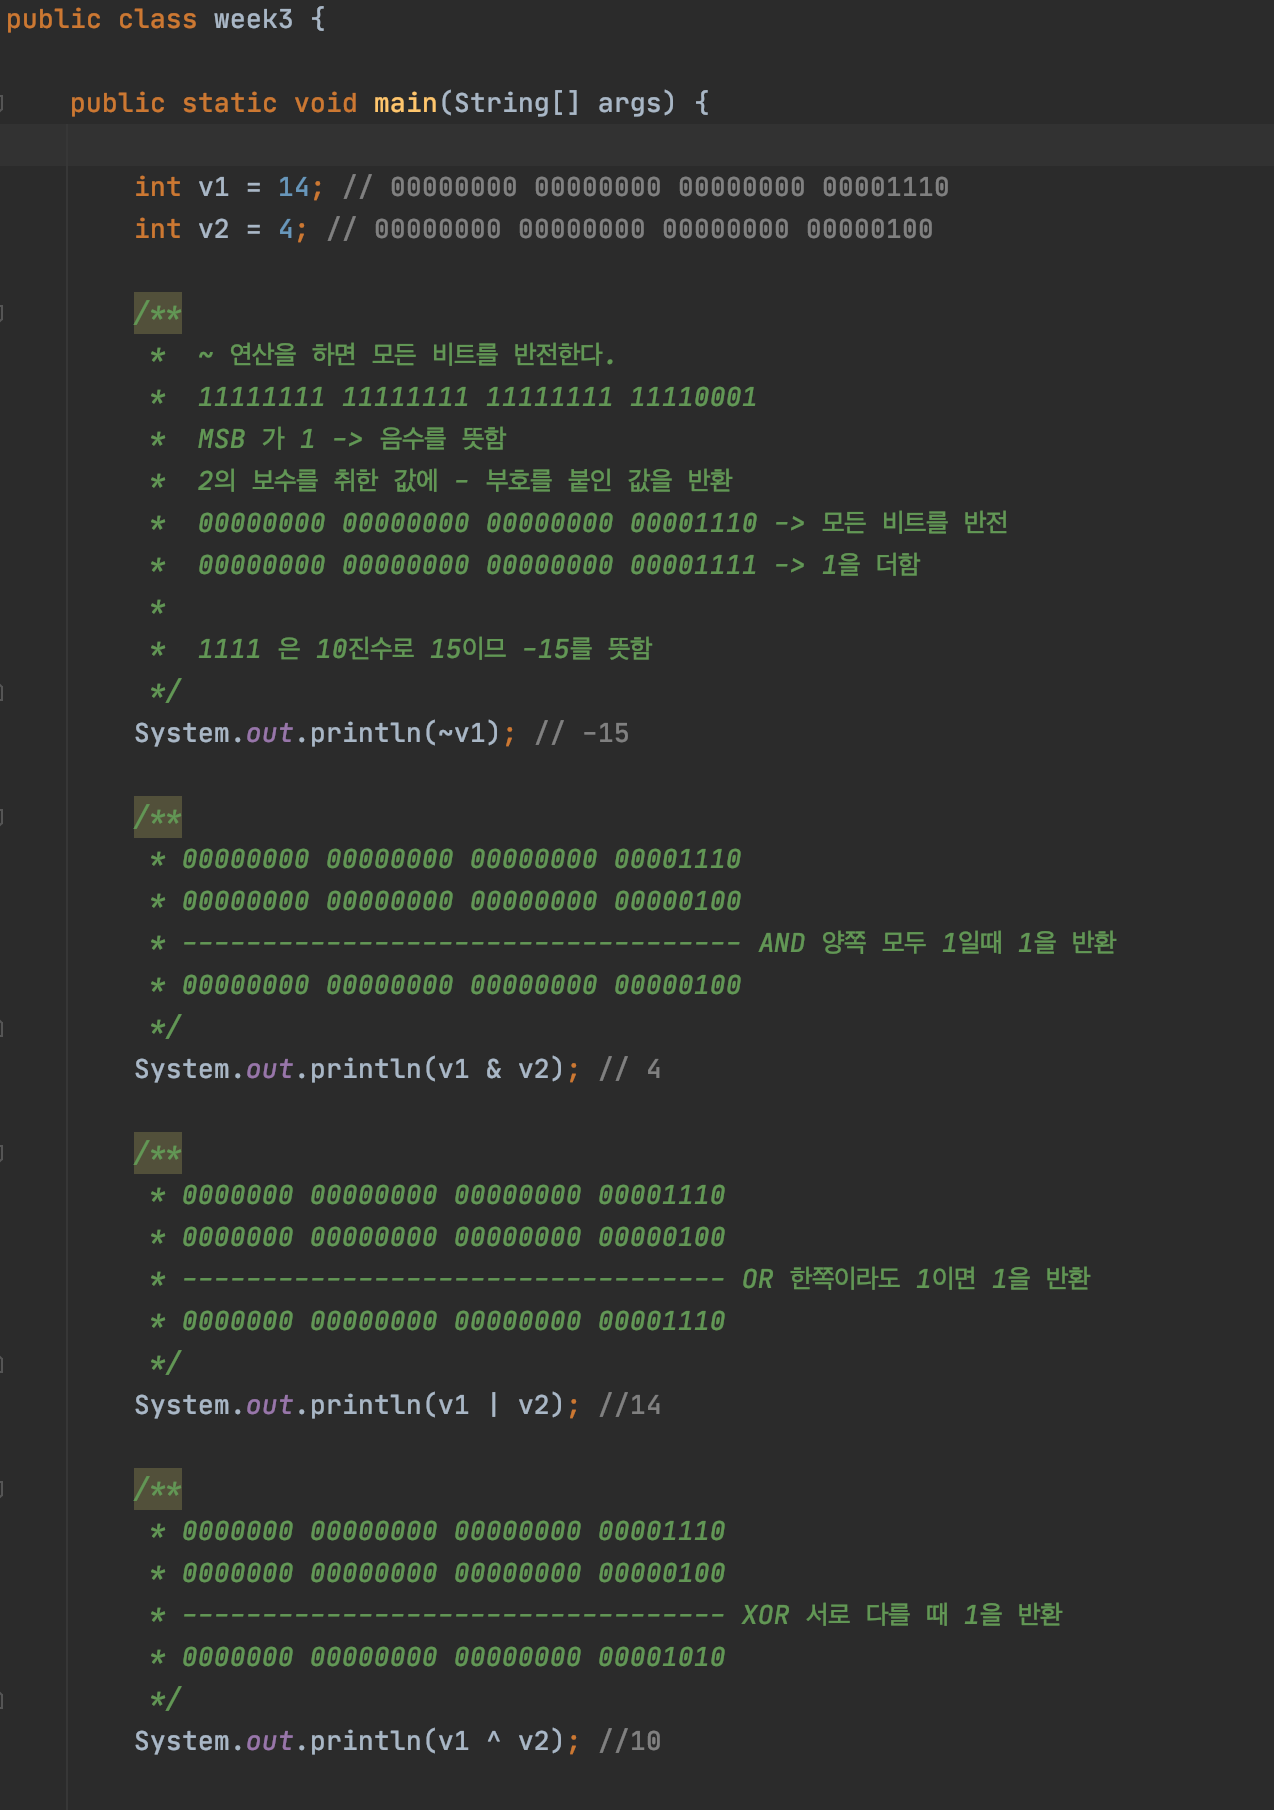 public class week3 {
public static void main(String[] args) {
int v1 = 14; // 00000000 00000000 00000000 00001110
int v2 = 4; // 00000000 00000000 00000000 00000100
/**
* ~ 연산을 하면 모든 비트를 반전한다.
* 11111111 11111111 11111111 11110001
* MSB 가 1 -> 음수를 뜻함
* 2의 보수를 취한 값에 - 부호를 붙인 값을 반환
* 00000000 00000000 00000000 00001110 -> 모든 비트를 반전
* 00000000 00000000 00000000 00001111 -> 1을 더함
*
* 1111 은 10진수로 15이므 -15를 뜻함
*/
System.out.println(~v1); // -15
/**
* 00000000 00000000 00000000 00001110
* 00000000 00000000 00000000 00000100
* ----------------------------------- AND 양쪽 모두 1일때 1을 반환
* 00000000 00000000 00000000 00000100
*/
System.out.println(v1 & v2); // 4
/**
* 0000000 00000000 00000000 00001110
* 0000000 00000000 00000000 00000100
* ---------------------------------- OR 한쪽이라도 1이면 1을 반환
* 0000000 00000000 00000000 00001110
*/
System.out.println(v1 | v2); //14
/**
* 0000000 00000000 00000000 00001110
* 0000000 00000000 00000000 00000100
* ---------------------------------- XOR 서로 다를 때 1을 반환
* 0000000 00000000 00000000 00001010
*/
System.out.println(v1 ^ v2); //10